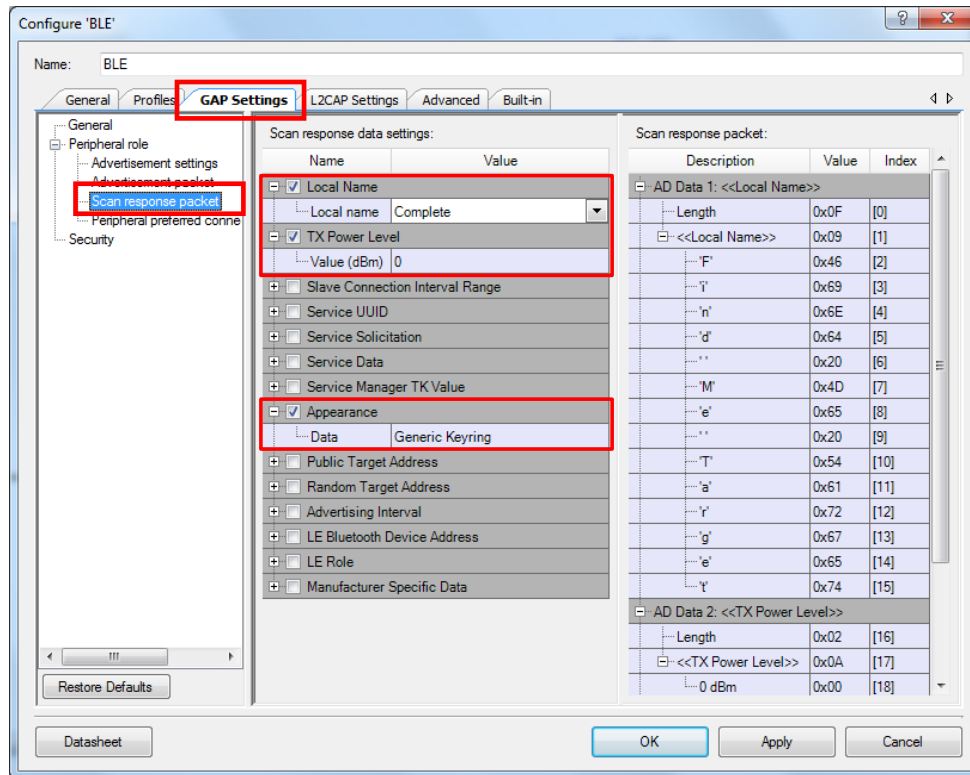 Configure 'BLE'
Name: BLE
General Profiles GAP Settings L2CAP Settings Advanced Built-in
General
Peripheral role
Advertisement settings
Advertisement packet
Scan response packet
Peripheral preferred conne
Security
Restore Defaults
Scan response data settings:
Name Value
Local Name
Local name Complete
TX Power Level
Value (dBm) 0
Slave Connection Interval Range
Service UUID
Service Solicitation
Service Data
Service Manager TK Value
Appearance
Data Generic Keyring
Public Target Address
Random Target Address
Advertising Interval
LE Bluetooth Device Address
LE Role
Manufacturer Specific Data
Scan response packet:
Description Value Index
AD Data 1: <<Local Name>>
Length 0x0F [0]
<<Local Name>> 0x09 [1]
'F' 0x46 [2]
'i' 0x69 [3]
'n' 0x6E [4]
'd' 0x64 [5]
' ' 0x20 [6]
'M' 0x4D [7]
'e' 0x65 [8]
' ' 0x20 [9]
'T' 0x54 [10]
'a' 0x61 [11]
'r' 0x72 [12]
'g' 0x67 [13]
'e' 0x65 [14]
't' 0x74 [15]
AD Data 2: <<TX Power Level>>
Length 0x02 [16]
<<TX Power Level>> 0x0A [17]
0 dBm 0x00 [18]
Datasheet OK Apply Cancel